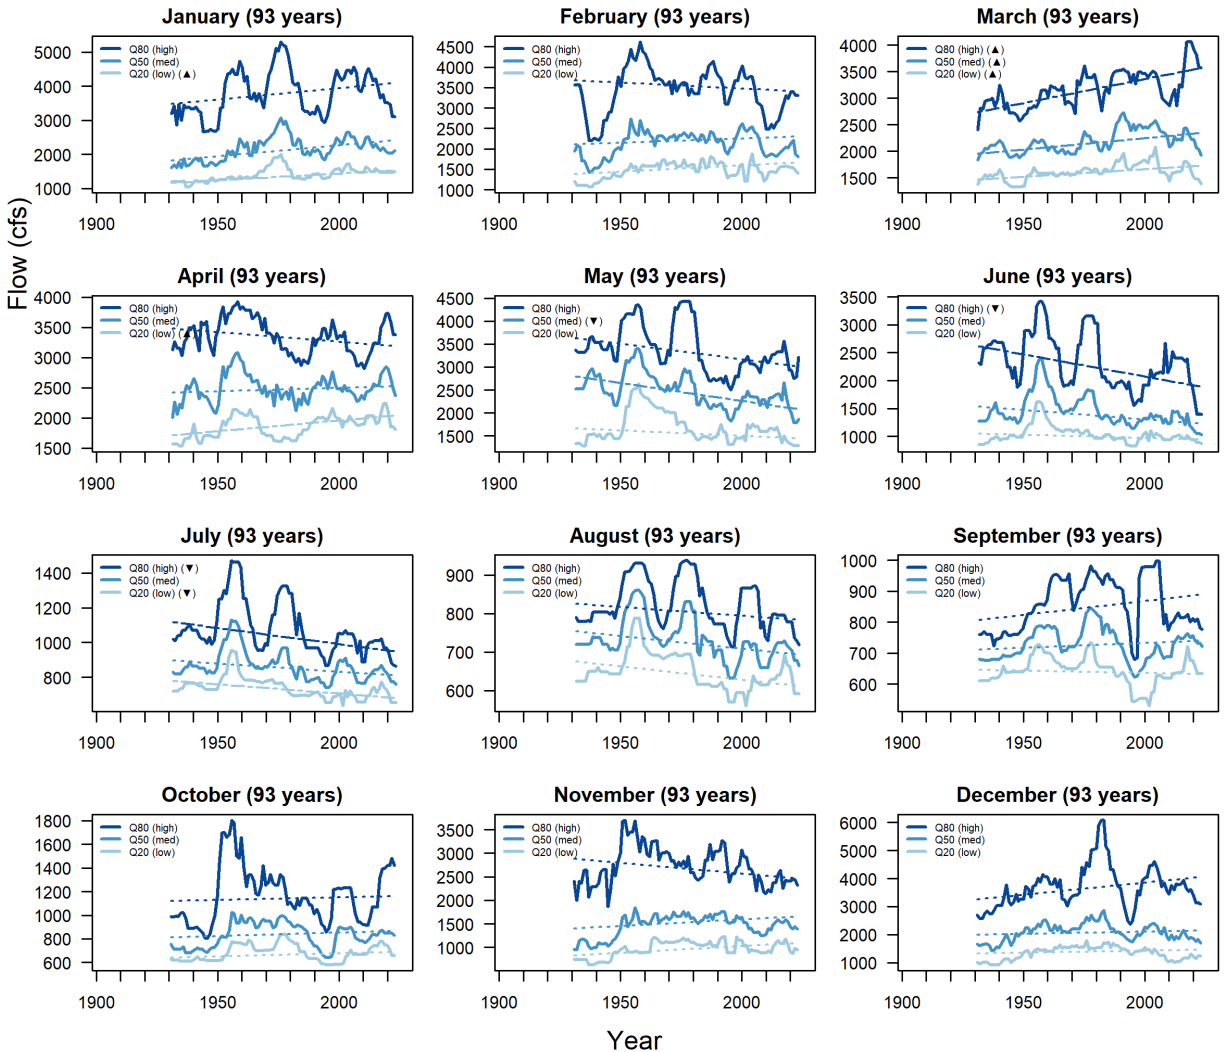 January (93 years)
5000
4000
3000
2000
1000
Q80 (high)
Q50 (med)
Q20 (low) (▲)
1900
1950
2000
February (93 years)
4500
4000
3500
3000
2500
2000
1500
1000
Q80 (high)
Q50 (med)
Q20 (low)
1900
1950
2000
March (93 years)
4000
3500
3000
2500
2000
1500
Q80 (high) (▲)
Q50 (med) (▲)
Q20 (low) (▲)
1900
1950
2000
Flow (cfs)
April (93 years)
4000
3500
3000
2500
2000
1500
Q80 (high)
Q50 (med)
Q20 (low) (▲)
1900
1950
2000
May (93 years)
4500
4000
3500
3000
2500
2000
1500
Q80 (high)
Q50 (med) (▼)
Q20 (low)
1900
1950
2000
June (93 years)
3500
3000
2500
2000
1500
1000
Q80 (high) (▼)
Q50 (med)
Q20 (low)
1900
1950
2000
July (93 years)
1400
1200
1000
800
Q80 (high) (▼)
Q50 (med)
Q20 (low) (▼)
1900
1950
2000
August (93 years)
900
800
700
600
Q80 (high)
Q50 (med)
Q20 (low)
1900
1950
2000
September (93 years)
1000
900
800
700
600
Q80 (high)
Q50 (med)
Q20 (low)
1900
1950
2000
October (93 years)
1800
1600
1400
1200
1000
800
600
Q80 (high)
Q50 (med)
Q20 (low)
1900
1950
2000
November (93 years)
3500
3000
2500
2000
1500
1000
Q80 (high)
Q50 (med)
Q20 (low)
1900
1950
2000
December (93 years)
6000
5000
4000
3000
2000
1000
Q80 (high)
Q50 (med)
Q20 (low)
1900
1950
2000
Year